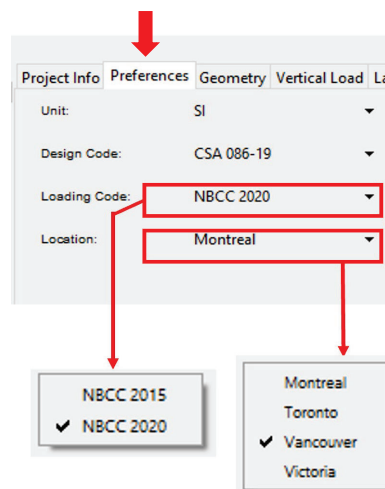 Project Info Preferences Geometry Vertical Load La
Unit: SI
Design Code: CSA 086-19
Loading Code: NBCC 2020
Location: Montreal
NBCC 2015
NBCC 2020
Montreal
Toronto
Vancouver
Victoria